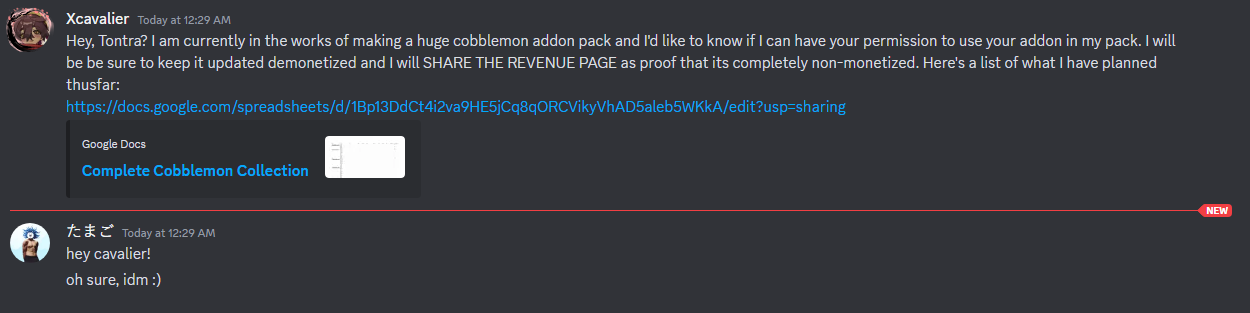 Xcavalier Today at 12:29 AM
Hey, Tontra? I am currently in the works of making a huge cobblemon addon pack and I'd like to know if I can have your permission to use your addon in my pack. I will
be be sure to keep it updated demonetized and I will SHARE THE REVENUE PAGE as proof that its completely non-monetized. Here's a list of what I have planned
thusfar:
https://docs.google.com/spreadsheets/d/1Bp13DdCt4i2va9HE5jCq8qORCVikyVhAD5aleb5WKkA/edit?usp=sharing
Google Docs
Complete Cobblemon Collection
NEW
たまご Today at 12:29 AM
hey cavalier!
oh sure, idm :)